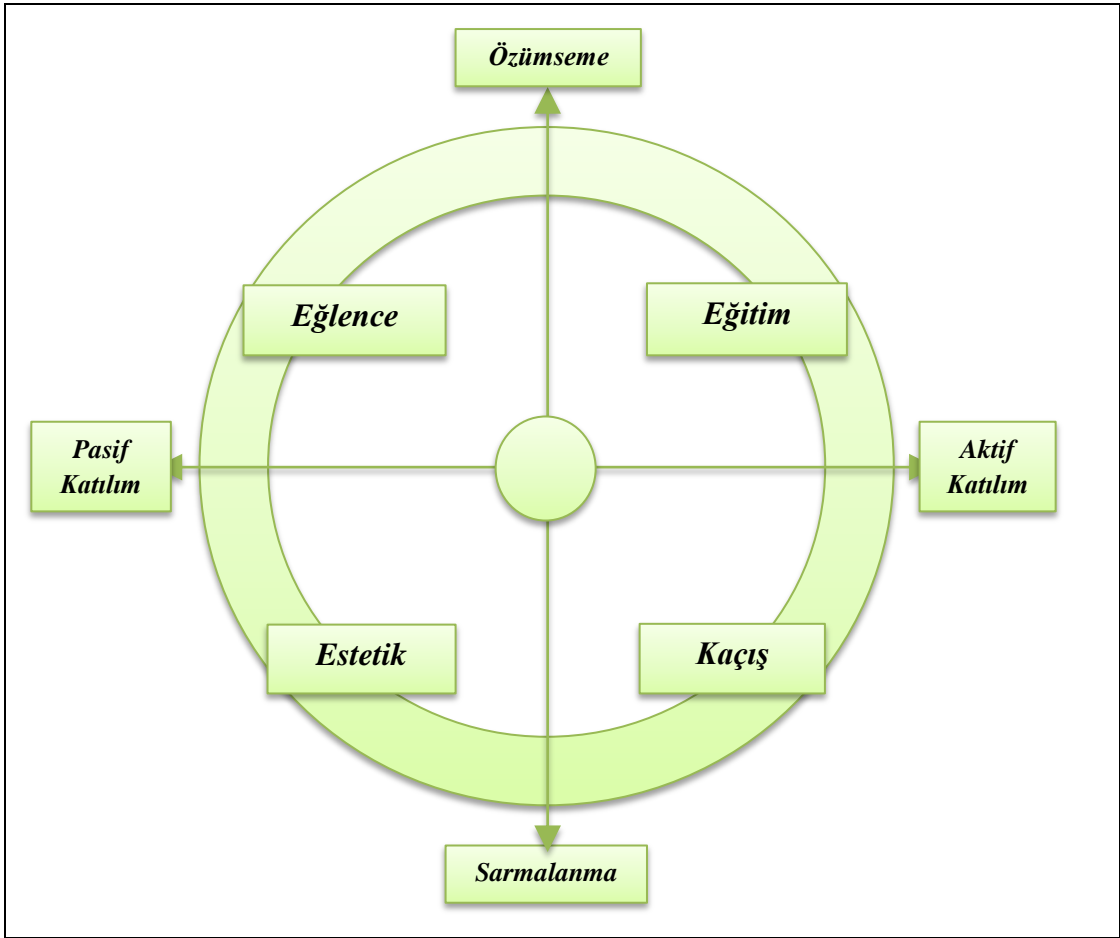 Özümseme
Eğlence
Eğitim
Pasif
Katılım
Aktif
Katılım
Estetik
Kaçış
Sarmalanma